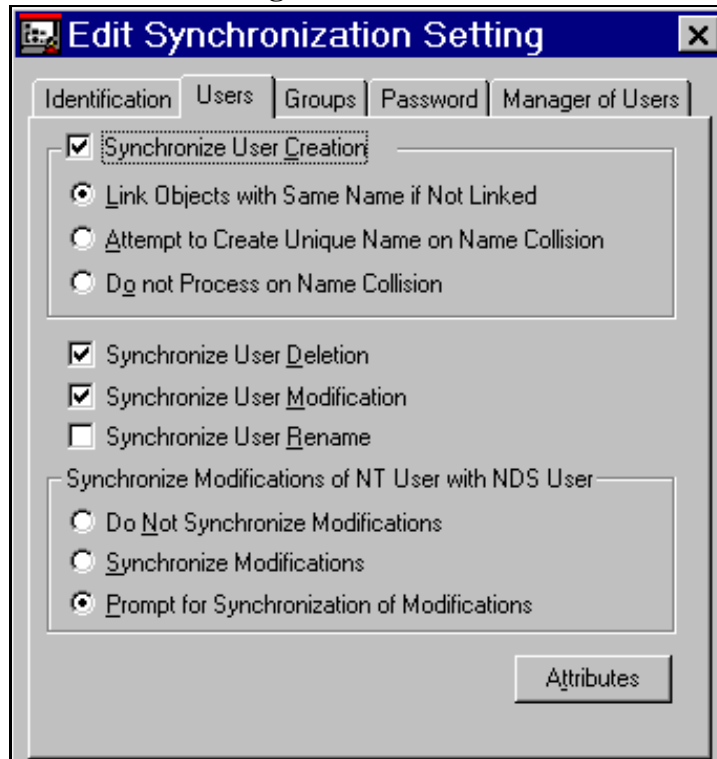 Edit Synchronization Setting
Identification Users Groups Password Manager of Users
Synchronize User Creation
Link Objects with Same Name if Not Linked
Attempt to Create Unique Name on Name Collision
Do not Process on Name Collision
Synchronize User Deletion
Synchronize User Modification
Synchronize User Rename
Synchronize Modifications of NT User with NDS User
Do Not Synchronize Modifications
Synchronize Modifications
Prompt for Synchronization of Modifications
Attributes